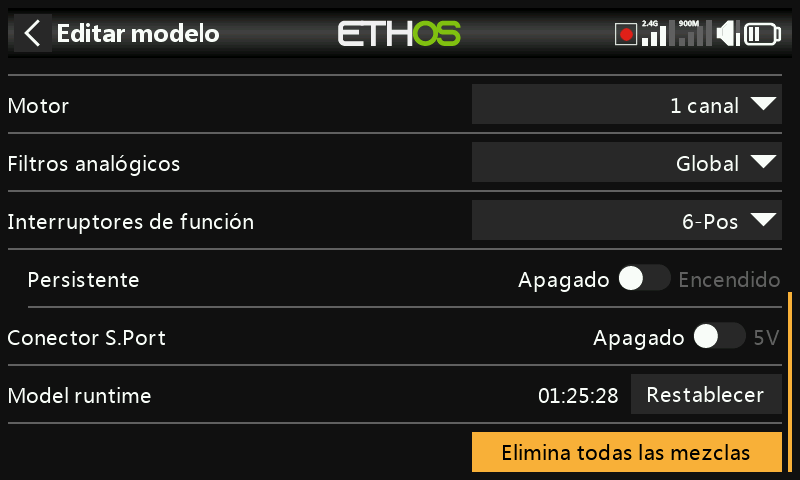 Editar modelo
ETHOS
2.4G
900M
Motor
1 canal
Filtros analógicos
Global
Interruptores de función
6-Pos
Persistente
Apagado
Encendido
Conector S.Port
Apagado
5V
Model runtime
01:25:28
Restablecer
Elimina todas las mezclas